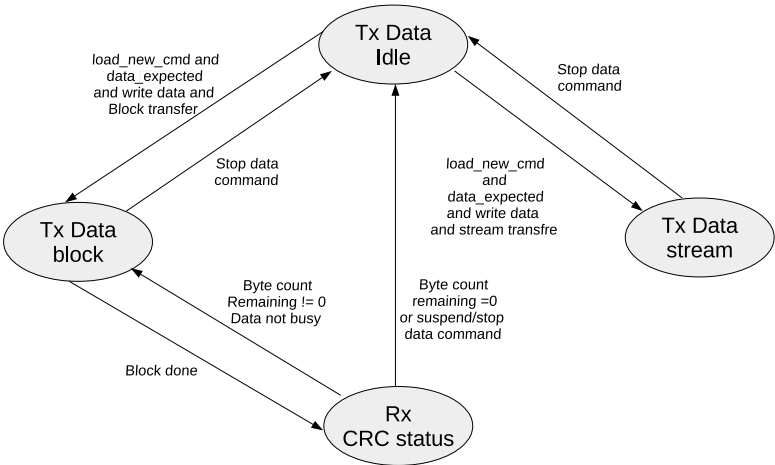 Tx Data
Idle
load_new_cmd and
data_expected
and write data and
Block transfer
Stop data
command
Stop data
command
load_new_cmd
and
data_expected
and write data
and stream transfre
Tx Data
block
Tx Data
stream
Byte count
Remaining != 0
Data not busy
Byte count
remaining =0
or suspend/stop
data command
Block done
Rx
CRC status